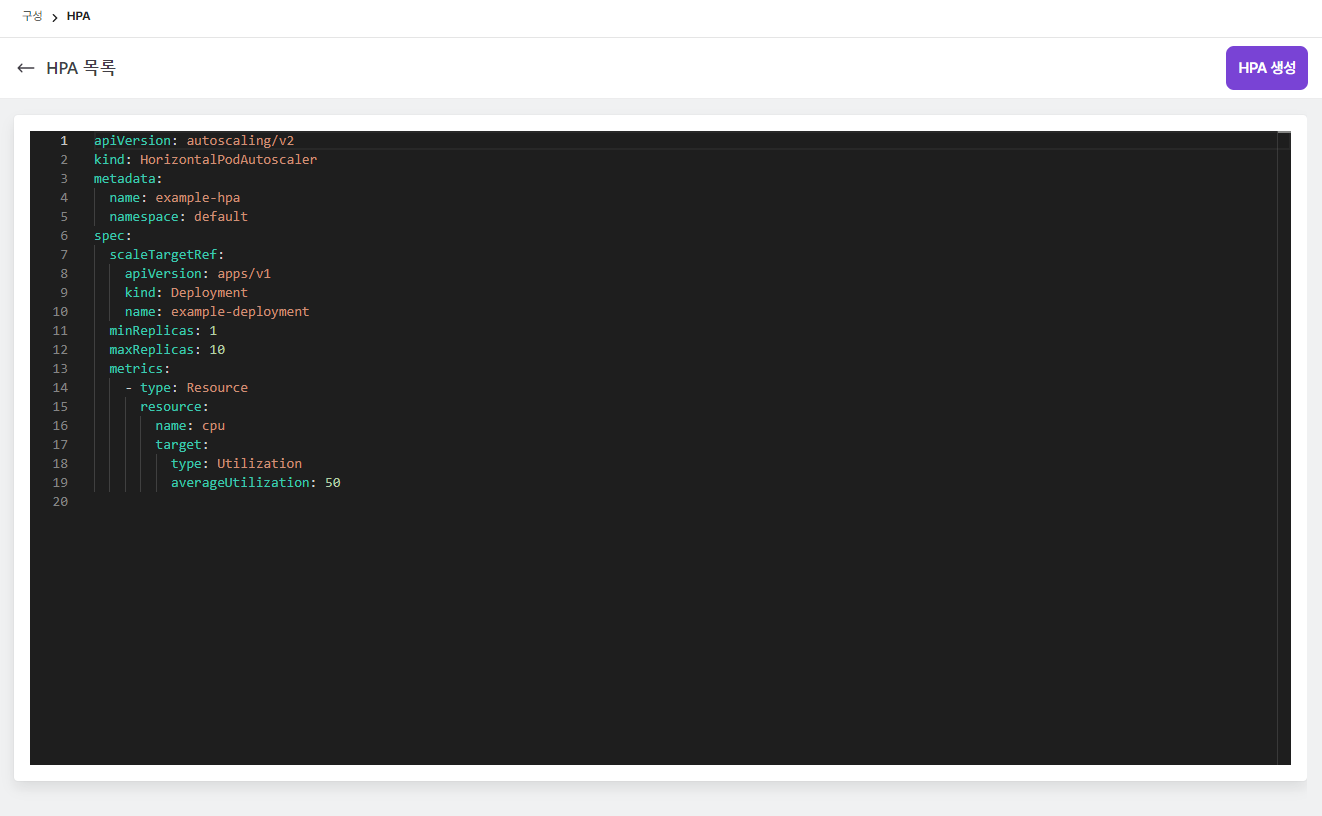 구성 > HPA
← HPA 목록
HPA 생성
1 apiVersion: autoscaling/v2
2 kind: HorizontalPodAutoscaler
3 metadata:
4   name: example-hpa
5   namespace: default
6 spec:
7   scaleTargetRef:
8     apiVersion: apps/v1
9     kind: Deployment
10     name: example-deployment
11   minReplicas: 1
12   maxReplicas: 10
13   metrics:
14     - type: Resource
15       resource:
16         name: cpu
17         target:
18           type: Utilization
19           averageUtilization: 50
20